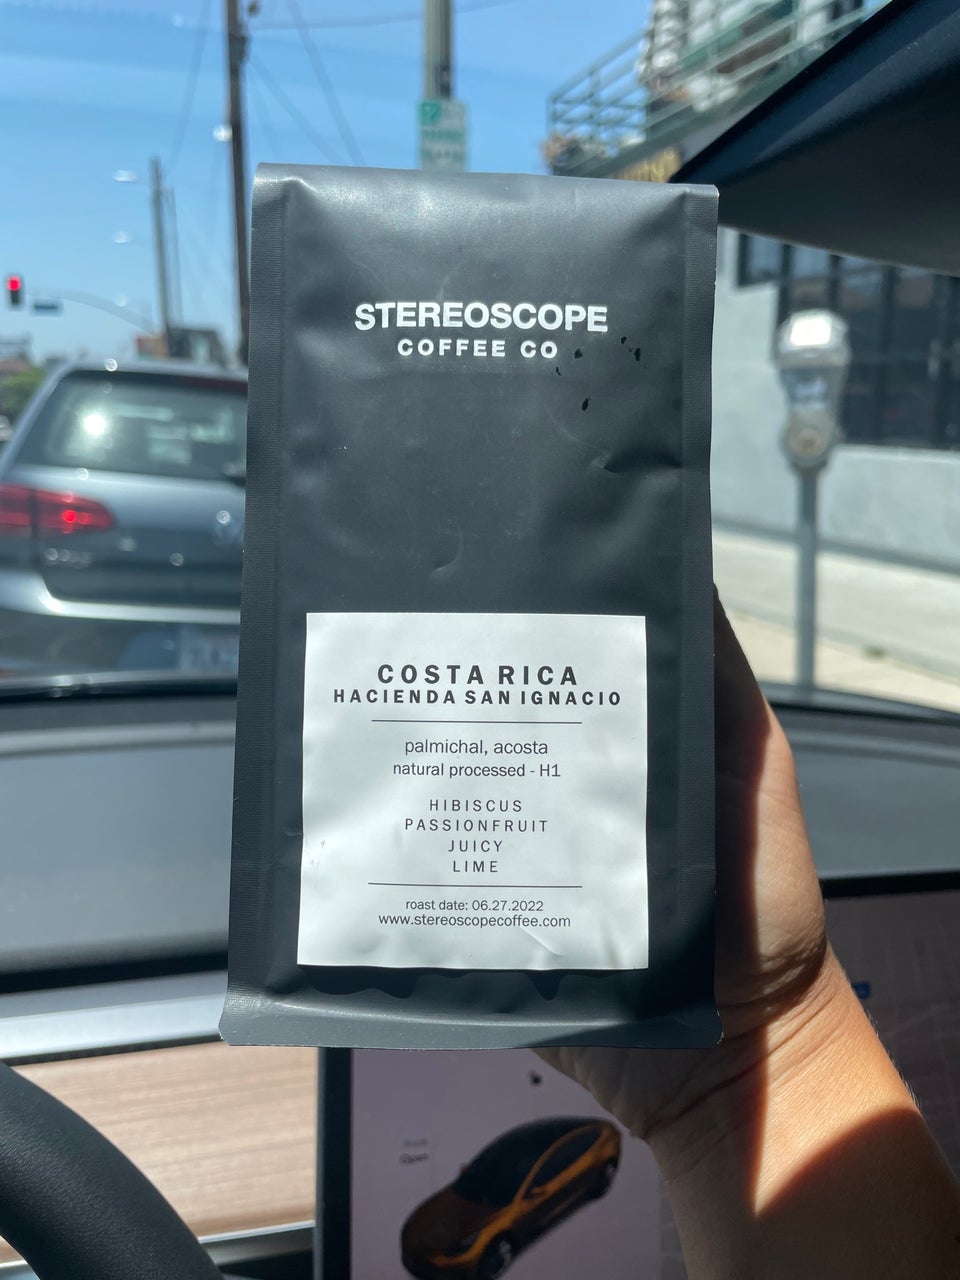 STEREOSCOPE
COFFEE CO
COSTA RICA
HACIENDA SAN IGNACIO
palmichal, acosta
natural processed - H1
HIBISCUS
PASSIONFRUIT
JUICY
LIME
roast date: 06.27.2022
www.stereoscopecoffee.com
Open